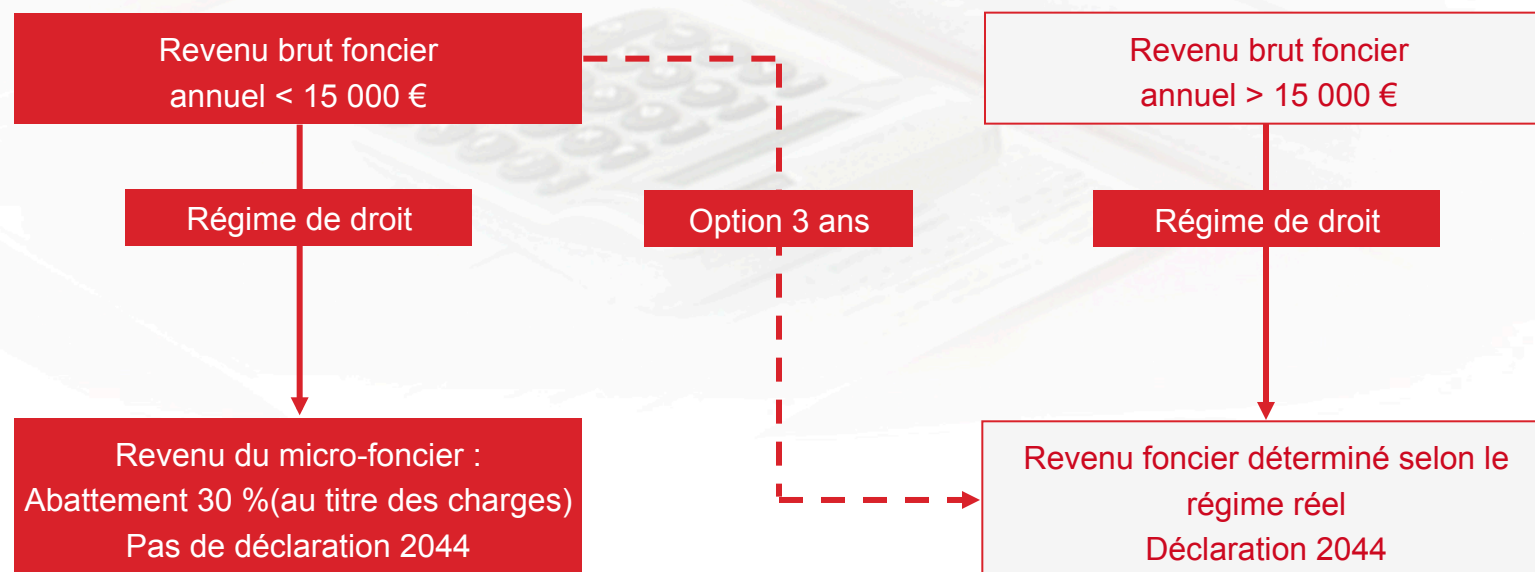 Revenu brut foncier
annuel < 15 000 €
Revenu brut foncier
annuel > 15 000 €
Régime de droit
Option 3 ans
Régime de droit
Revenu du micro-foncier :
Abattement 30 %(au titre des charges)
Pas de déclaration 2044
Revenu foncier déterminé selon le
régime réel
Déclaration 2044